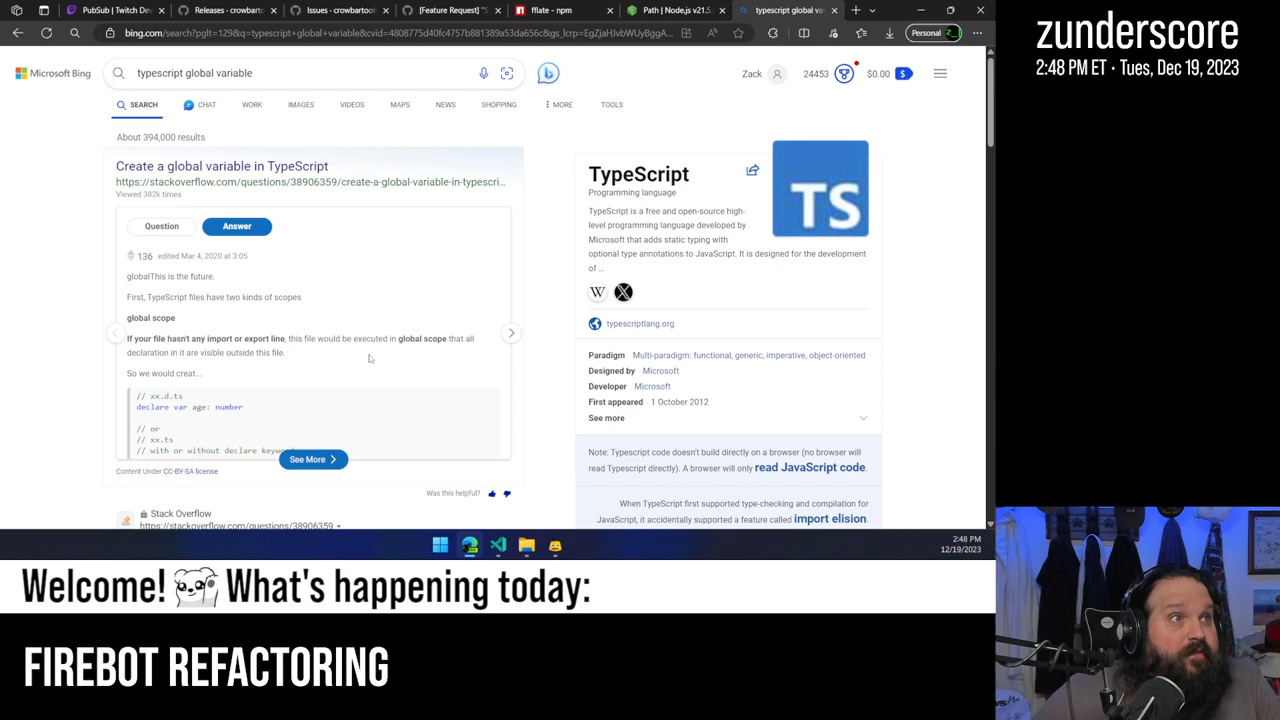 PubSub | Twitch Dev
Releases · crowbarto
Issues · crowbartools
[Feature Request] "S
fflate - npm
Path | Node.js v21.5.
typescript global var
bing.com/search?pglt=129&q=typescript+global+variable&cvid=4808775d40fc4757b881389a53da656c&gs_lcrp=EgZjaHJvbWUyBggA...
Personal
Microsoft Bing
typescript global variable
Zack
24453
$0.00
SEARCH
CHAT
WORK
IMAGES
VIDEOS
MAPS
NEWS
SHOPPING
MORE
TOOLS
About 394,000 results
Create a global variable in TypeScript
https://stackoverflow.com/questions/38906359/create-a-global-variable-in-typescri...
Viewed 382k times
Question
Answer
136 edited Mar 4, 2020 at 3:05
globalThis is the future.
First, TypeScript files have two kinds of scopes
global scope
If your file hasn't any import or export line, this file would be executed in global scope that all
declaration in it are visible outside this file.
So we would creat...
// xx.d.ts
declare var age: number
// or
// xx.ts
// with or without declare keyw
See More
Content Under CC-BY-SA license
Was this helpful?
Stack Overflow
https://stackoverflow.com/questions/38906359
TypeScript
Programming language
TS
TypeScript is a free and open-source high-
level programming language developed by
Microsoft that adds static typing with
optional type annotations to JavaScript. It is designed for the development
of ...
W
X
typescriptlang.org
Paradigm Multi-paradigm: functional, generic, imperative, object-oriented
Designed by Microsoft
Developer Microsoft
First appeared 1 October 2012
See more
Note: Typescript code doesn't build directly on a browser (no browser will
read Typescript directly). A browser will only read JavaScript code.
When TypeScript first supported type-checking and compilation for
JavaScript, it accidentally supported a feature called import elision.
2:48 PM
12/19/2023
zunderscore
2:48 PM ET • Tues, Dec 19, 2023
Welcome! What's happening today:
FIREBOT REFACTORING